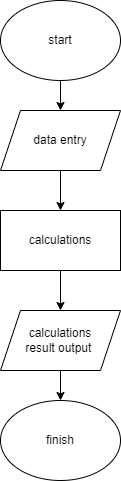 start
data entry
calculations
calculations
result output
finish